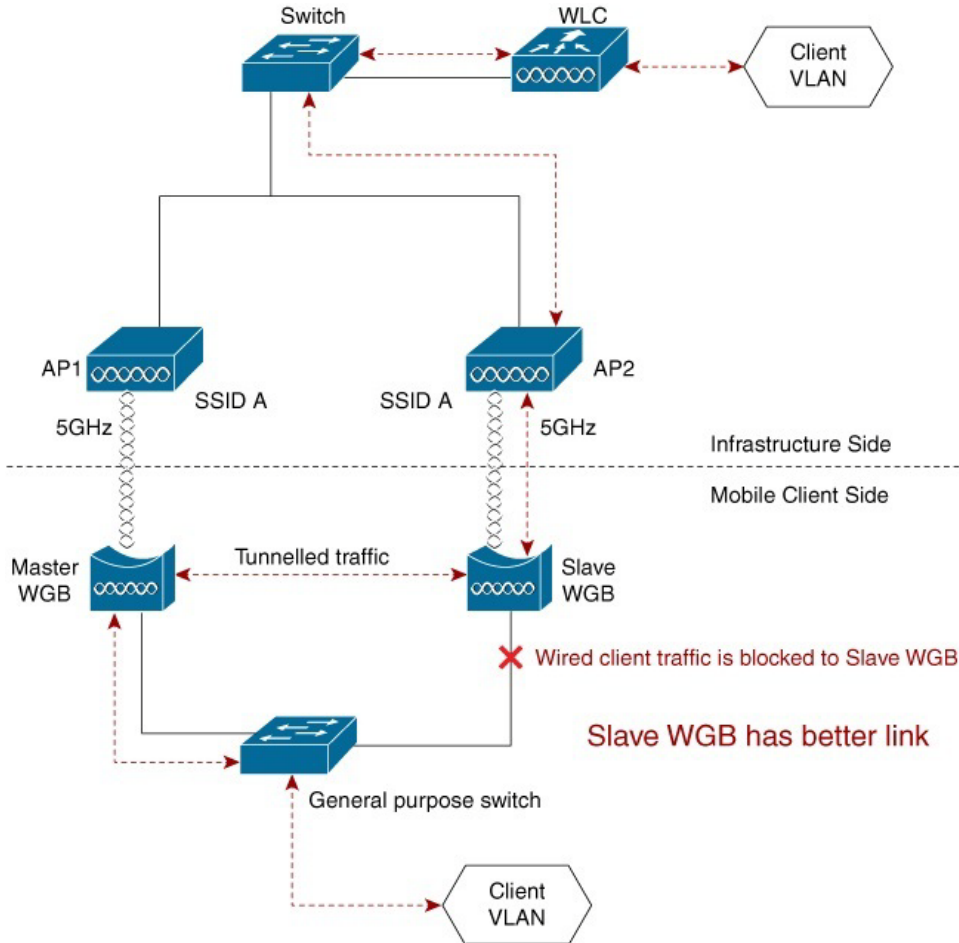 Switch
WLC
Client
VLAN
AP1
SSID A
SSID A
AP2
5GHz
5GHz
Infrastructure Side
Mobile Client Side
Master
WGB
Tunnelled traffic
Slave
WGB
Wired client traffic is blocked to Slave WGB
Slave WGB has better link
General purpose switch
Client
VLAN